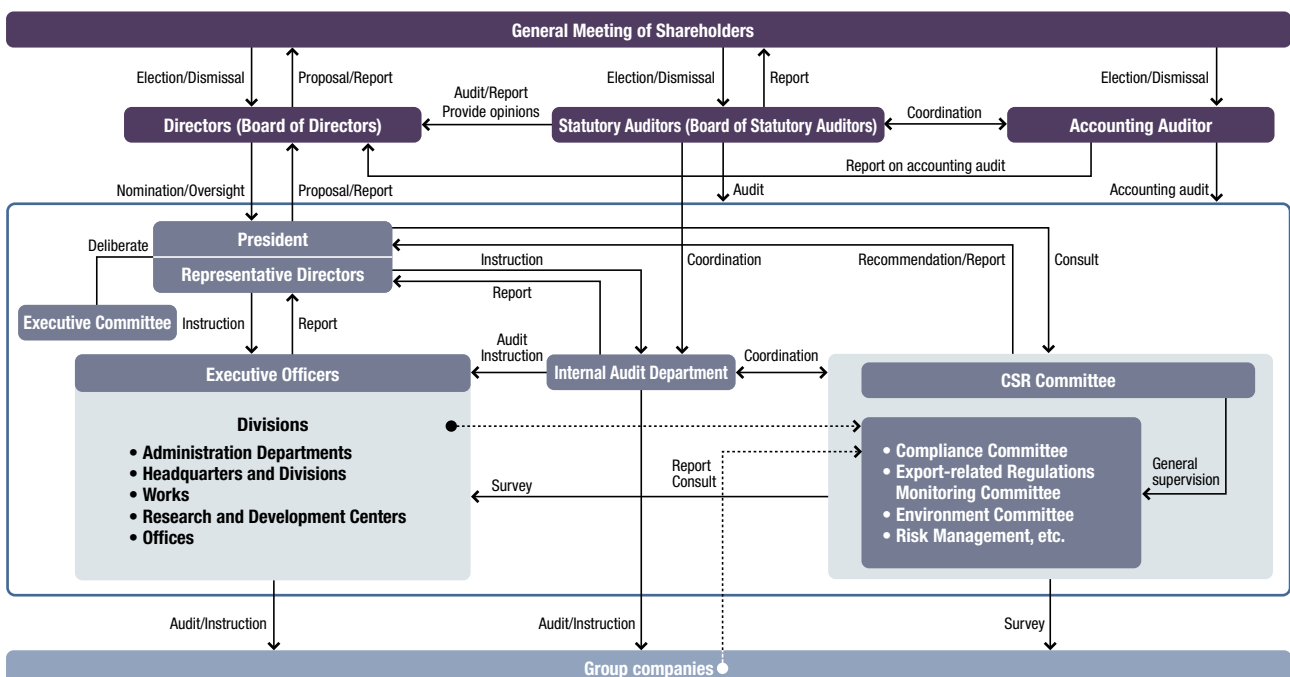 General Meeting of Shareholders
Election/Dismissal
Proposal/Report
Election/Dismissal
Report
Election/Dismissal
Audit/Report
Provide opinions
Directors (Board of Directors)
Statutory Auditors (Board of Statutory Auditors)
Coordination
Accounting Auditor
Report on accounting audit
Nomination/Oversight
Proposal/Report
Audit
Accounting audit
President
Deliberate
Representative Directors
Instruction
Report
Coordination
Recommendation/Report
Consult
Executive Committee
Instruction
Report
Audit
Instruction
Executive Officers
Internal Audit Department
Coordination
CSR Committee
Divisions
• Administration Departments
• Headquarters and Divisions
• Works
• Research and Development Centers
• Offices
Survey
Report
Consult
• Compliance Committee
• Export-related Regulations
Monitoring Committee
• Environment Committee
• Risk Management, etc.
General
supervision
Audit/Instruction
Audit/Instruction
Survey
Group companies